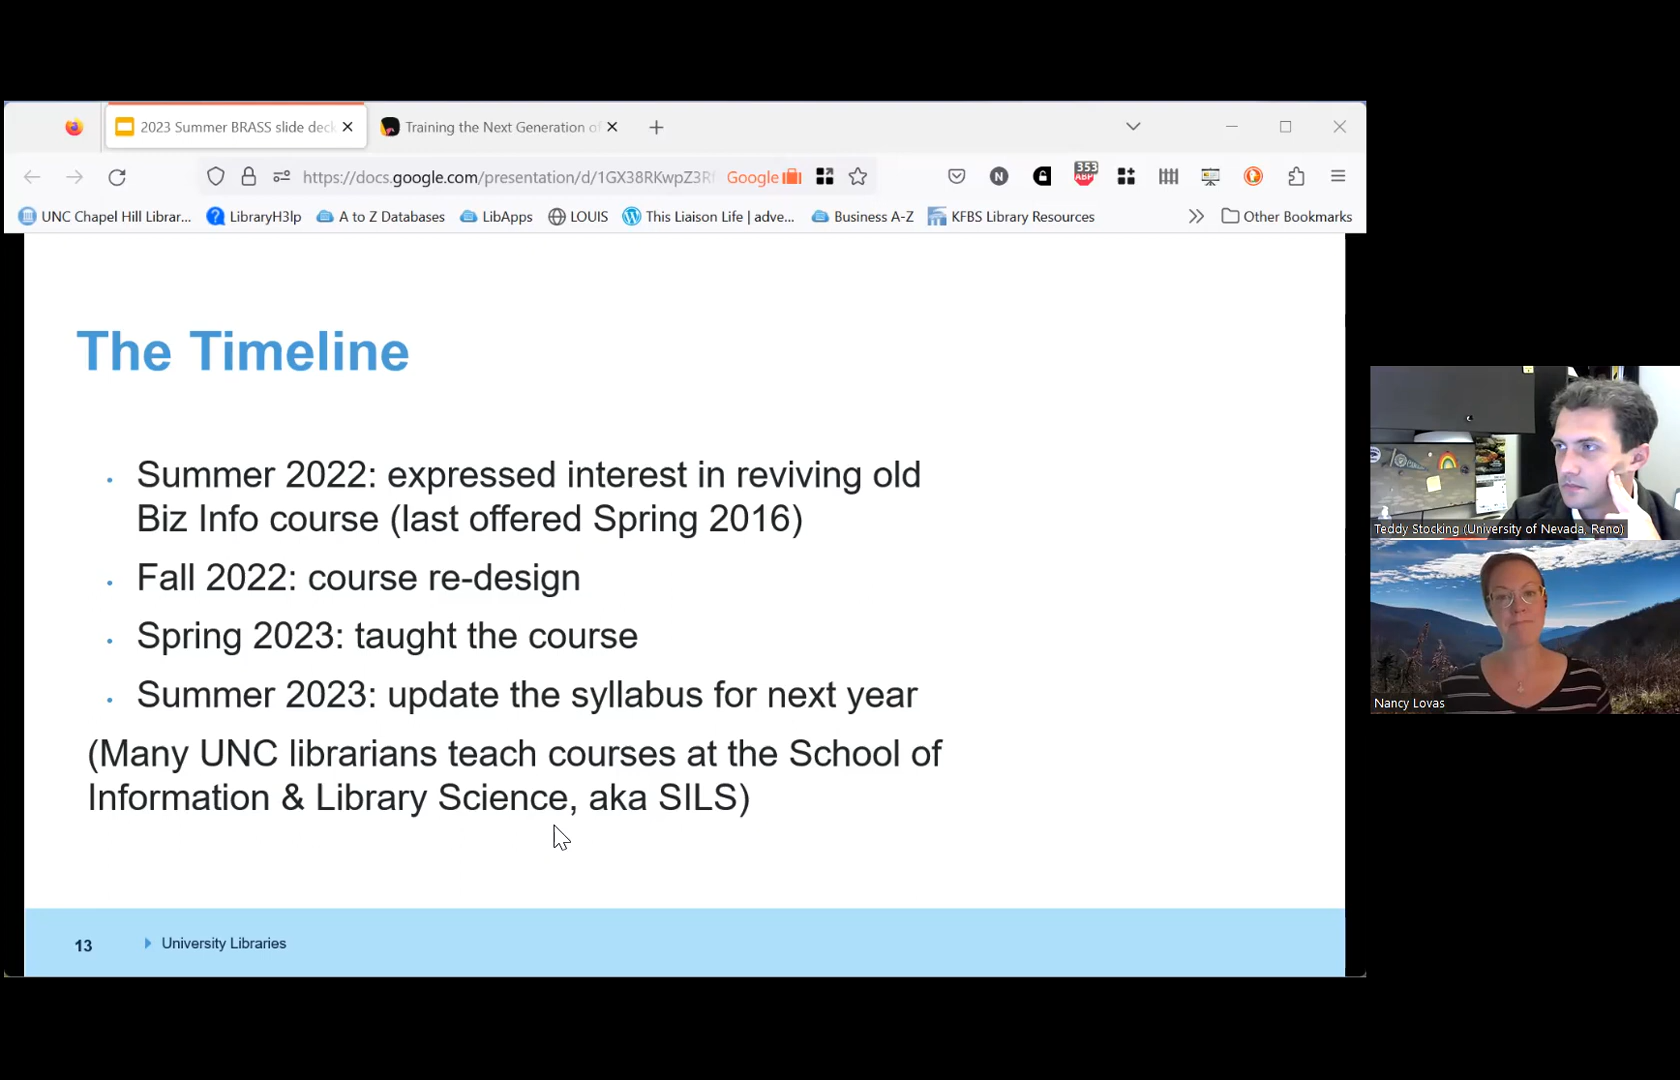 2023 Summer BRASS slide deck
Training the Next Generation of
https://docs.google.com/presentation/d/1GX38RKwpZ3R
Google
N
353
ABP
UNC Chapel Hill Librar...
LibraryH3lp
A to Z Databases
LibApps
LOUIS
This Liaison Life | adve...
Business A-Z
KFBS Library Resources
Other Bookmarks
The Timeline
Summer 2022: expressed interest in reviving old
Biz Info course (last offered Spring 2016)
Fall 2022: course re-design
Spring 2023: taught the course
Summer 2023: update the syllabus for next year
(Many UNC librarians teach courses at the School of
Information & Library Science, aka SILS)
13
University Libraries
Teddy Stocking (University of Nevada, Reno)
Nancy Lovas